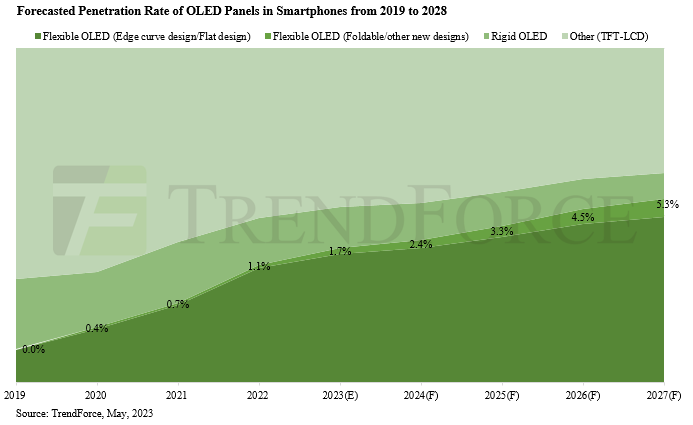 Forecasted Penetration Rate of OLED Panels in Smartphones from 2019 to 2028
Flexible OLED (Edge curve design/Flat design) Flexible OLED (Foldable/other new designs) Rigid OLED Other (TFT-LCD)
TRENDFORCE
5.3%
4.5%
3.3%
2.4%
1.7%
1.1%
0.7%
0.4%
0.0%
2019 2020 2021 2022 2023(E) 2024(F) 2025(F) 2026(F) 2027(F)
Source: TrendForce, May, 2023